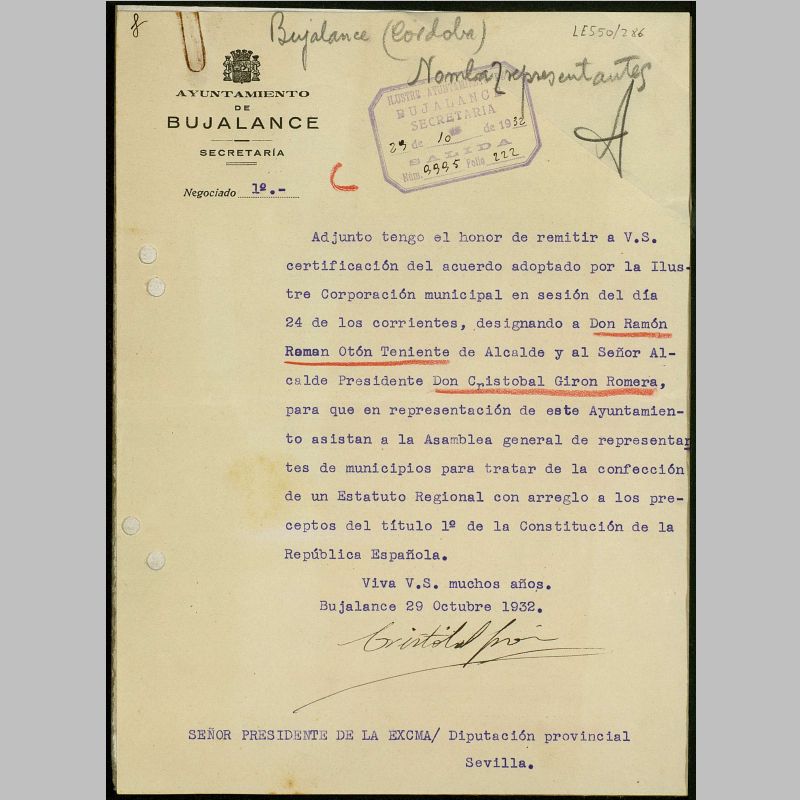 8
Bujalance (Cordoba)
LE550/286
Nombra representantes
AYUNTAMIENTO
DE
BUJALANCE
SECRETARÍA
Negociado 1º.-
ILUSTRE AYUNTAMIENTO
BUJALANCE
SECRETARIA
29 de 10 de 1932
SALIDA
Núm. 9995 Folio 222
Adjunto tengo el honor de remitir a V.S.
certificación del acuerdo adoptado por la Ilus-
tre Corporación municipal en sesión del día
24 de los corrientes, designando a Don Ramón
Roman Otón Teniente de Alcalde y al Señor Al-
calde Presidente Don Cristobal Giron Romera,
para que en representación de este Ayuntamien-
to asistan a la Asamblea general de representan
tes de municipios para tratar de la confección
de un Estatuto Regional con arreglo a los pre-
ceptos del título 1º de la Constitución de la
República Española.
Viva V.S. muchos años.
Bujalance 29 Octubre 1932.
Cristóbal Girón
SEÑOR PRESIDENTE DE LA EXCMA/ Diputación provincial
Sevilla.